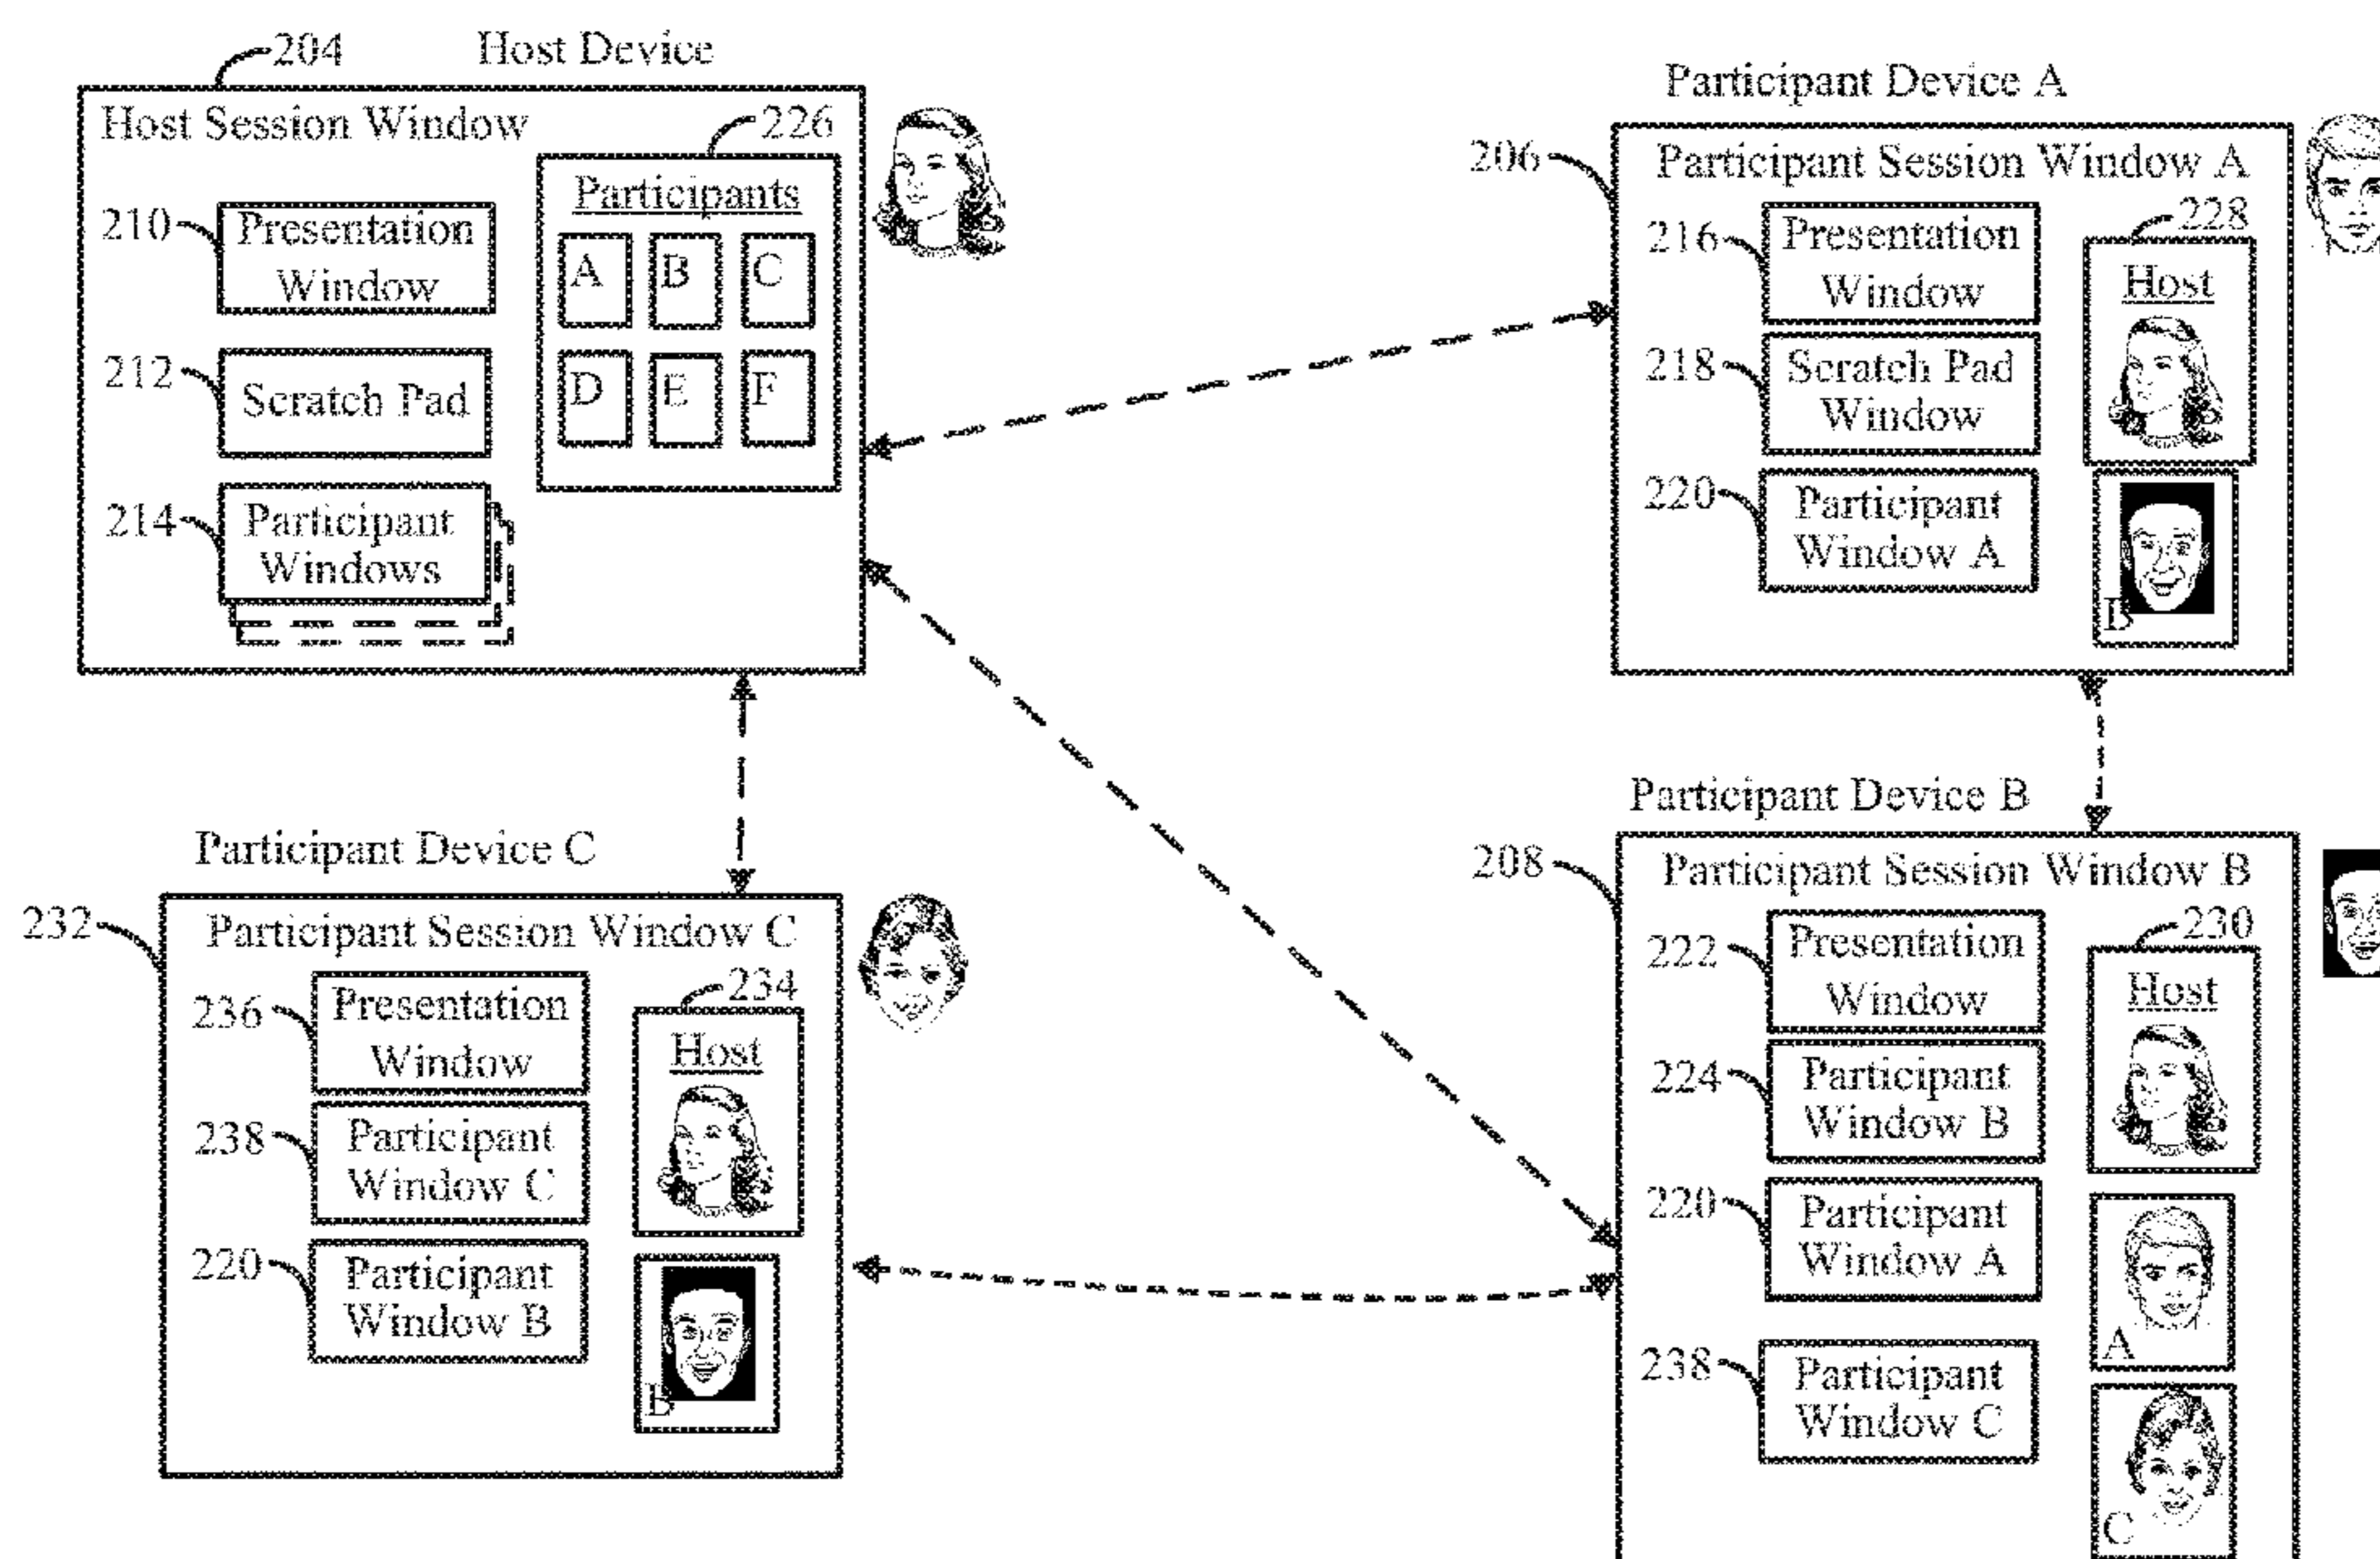 204
Host Device
Host Session Window
226
Participants
210
Presentation
Window
A
B
C
212
Scratch Pad
D
E
F
214
Participant
Windows
Participant Device A
206
Participant Session Window A
228
216
Presentation
Window
Host
218
Scratch Pad
Window
220
Participant
Window A
B
Participant Device C
232
Participant Session Window C
234
236
Presentation
Window
Host
238
Participant
Window C
220
Participant
Window B
B
Participant Device B
208
Participant Session Window B
230
222
Presentation
Window
Host
224
Participant
Window B
220
Participant
Window A
A
238
Participant
Window C
C